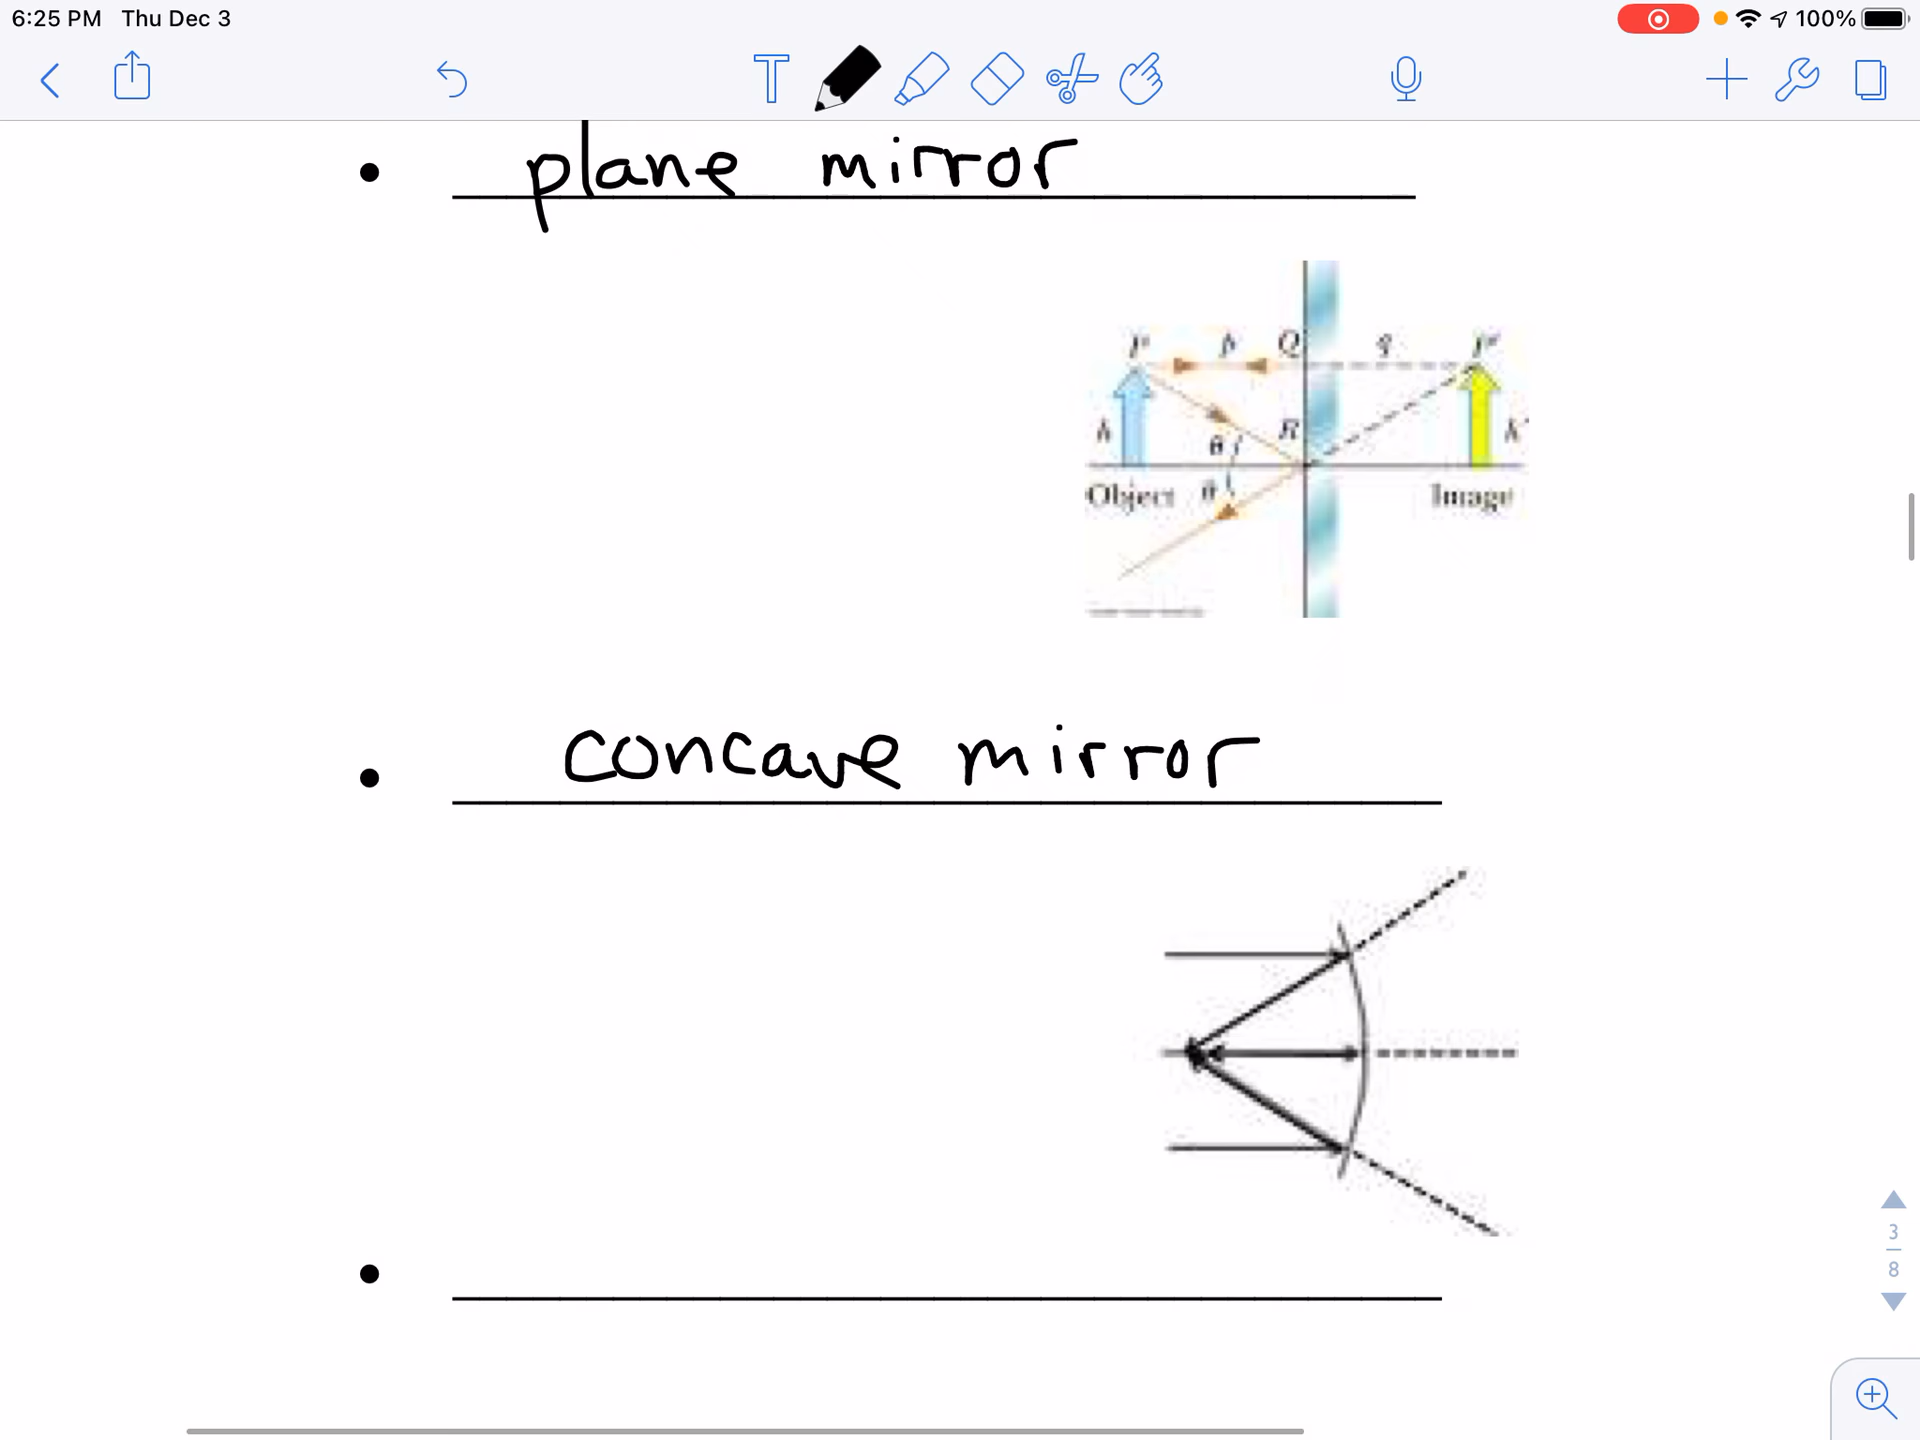 6:25 PM Thu Dec 3
100%
T
plane mirror
P p Q q P'
h R h'
θ
θ
Object Image
concave mirror
3
8